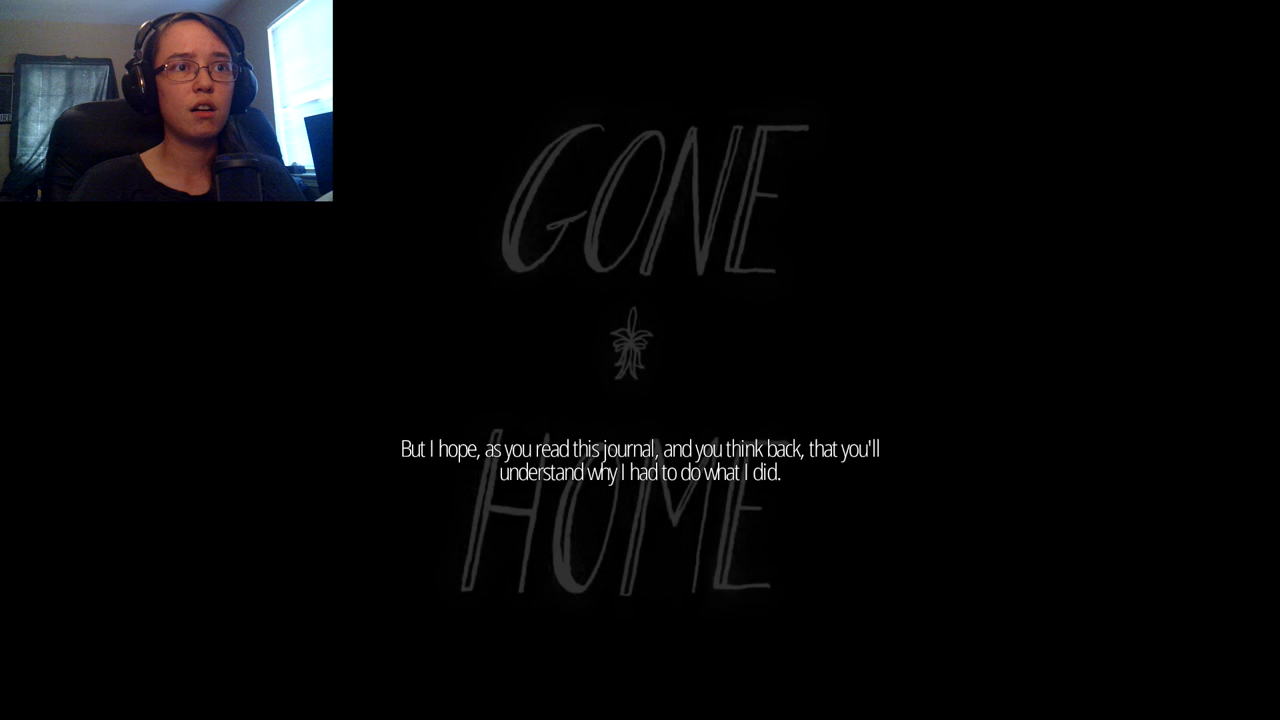 GONE
But I hope, as you read this journal, and you think back, that you'll
understand why I had to do what I did.
HOME